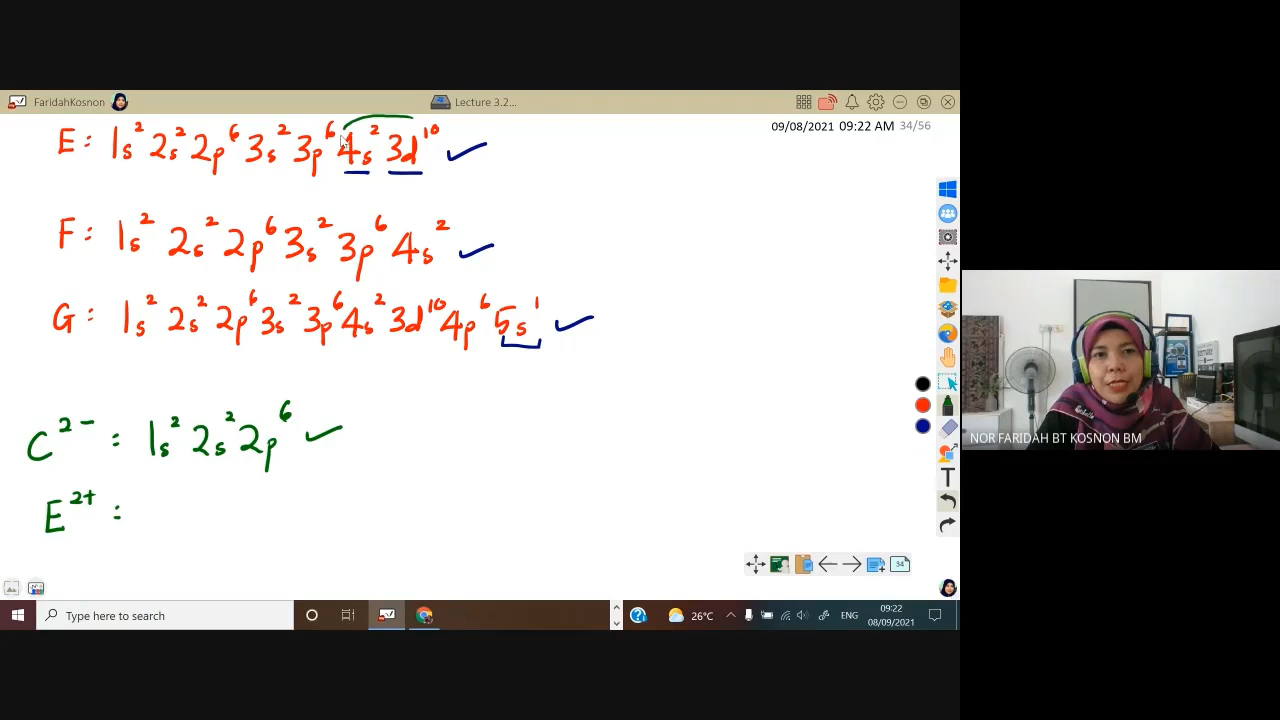 FaridahKosnon
Lecture 3.2...
09/08/2021 09:22 AM 34/56
E: 1s² 2s² 2p⁶ 3s² 3p⁶ 4s² 3d¹⁰
F: 1s² 2s² 2p⁶ 3s² 3p⁶ 4s²
G: 1s² 2s² 2p⁶ 3s² 3p⁶ 4s² 3d¹⁰ 4p⁶ 5s¹
C²⁻ : 1s² 2s² 2p⁶
E²⁺ :
NOR FARIDAH BT KOSNON BM
T
34
Type here to search
26°C
ENG
09:22
08/09/2021